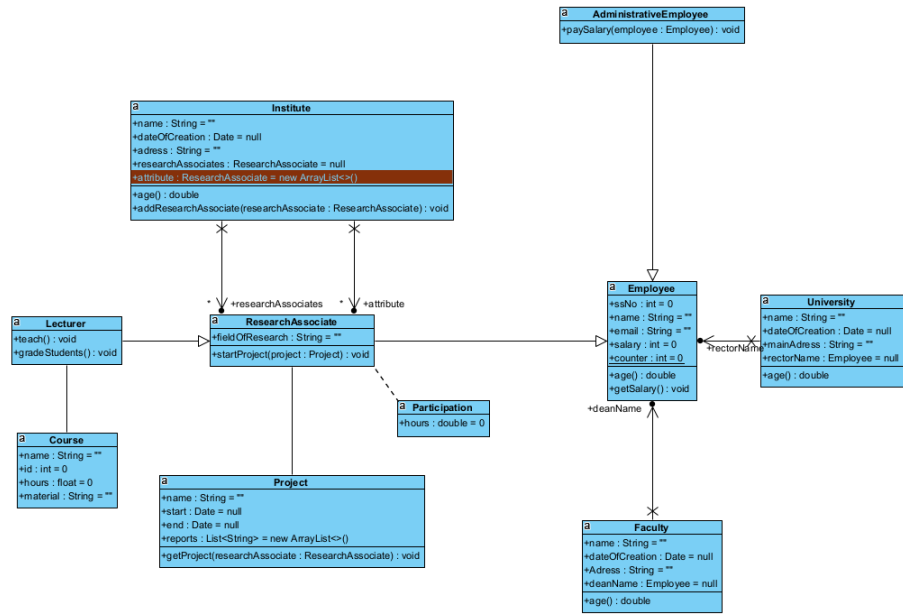 AdministrativeEmployee
+paySalary(employee : Employee) : void
Institute
+name : String = ""
+dateOfCreation : Date = null
+adress : String = ""
+researchAssociates : ResearchAssociate = null
+attribute : ResearchAssociate = new ArrayList<>()
+age() : double
+addResearchAssociate(researchAssociate : ResearchAssociate) : void
* +researchAssociates
* +attribute
Lecturer
+teach() : void
+gradeStudents() : void
ResearchAssociate
+fieldOfResearch : String = ""
+startProject(project : Project) : void
Employee
+ssNo : int = 0
+name : String = ""
+email : String = ""
+salary : int = 0
+counter : int = 0
+age() : double
+getSalary() : void
+rectorName
University
+name : String = ""
+dateOfCreation : Date = null
+mainAdress : String = ""
+rectorName : Employee = null
+age() : double
+deanName
Participation
+hours : double = 0
Course
+name : String = ""
+id : int = 0
+hours : float = 0
+material : String = ""
Project
+name : String = ""
+start : Date = null
+end : Date = null
+reports : List<String> = new ArrayList<>()
+getProject(researchAssociate : ResearchAssociate) : void
Faculty
+name : String = ""
+dateOfCreation : Date = null
+Adress : String = ""
+deanName : Employee = null
+age() : double